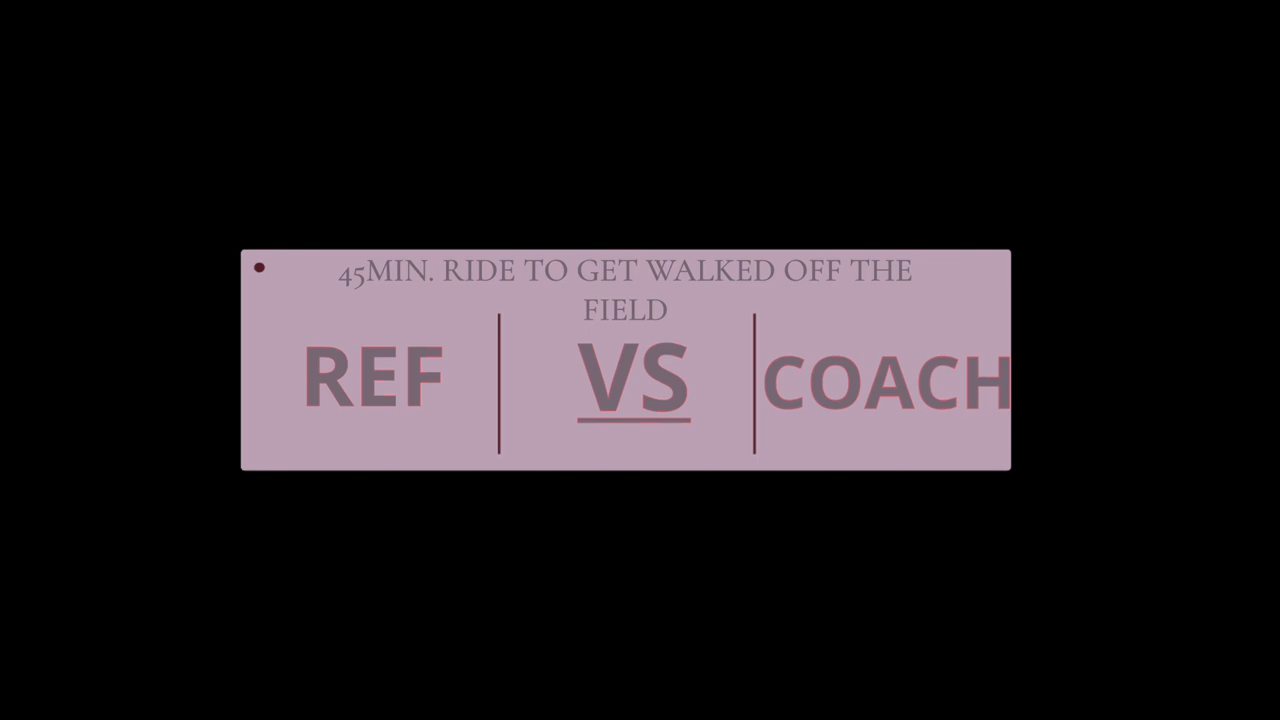 45MIN. RIDE TO GET WALKED OFF THE
FIELD
REF VS COACH